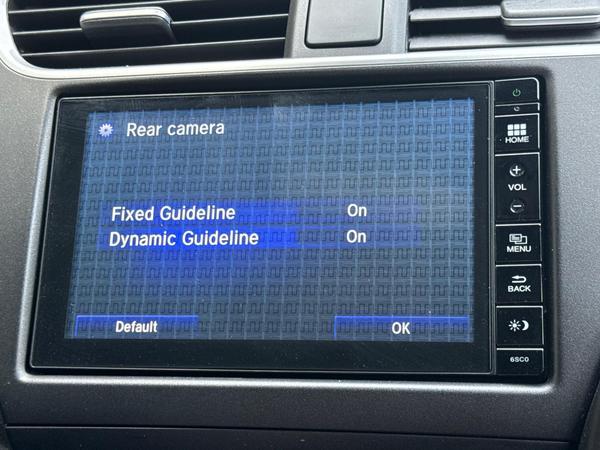 Rear camera
Fixed Guideline On
Dynamic Guideline On
Default OK
HOME
+
VOL
-
MENU
BACK
6SC0